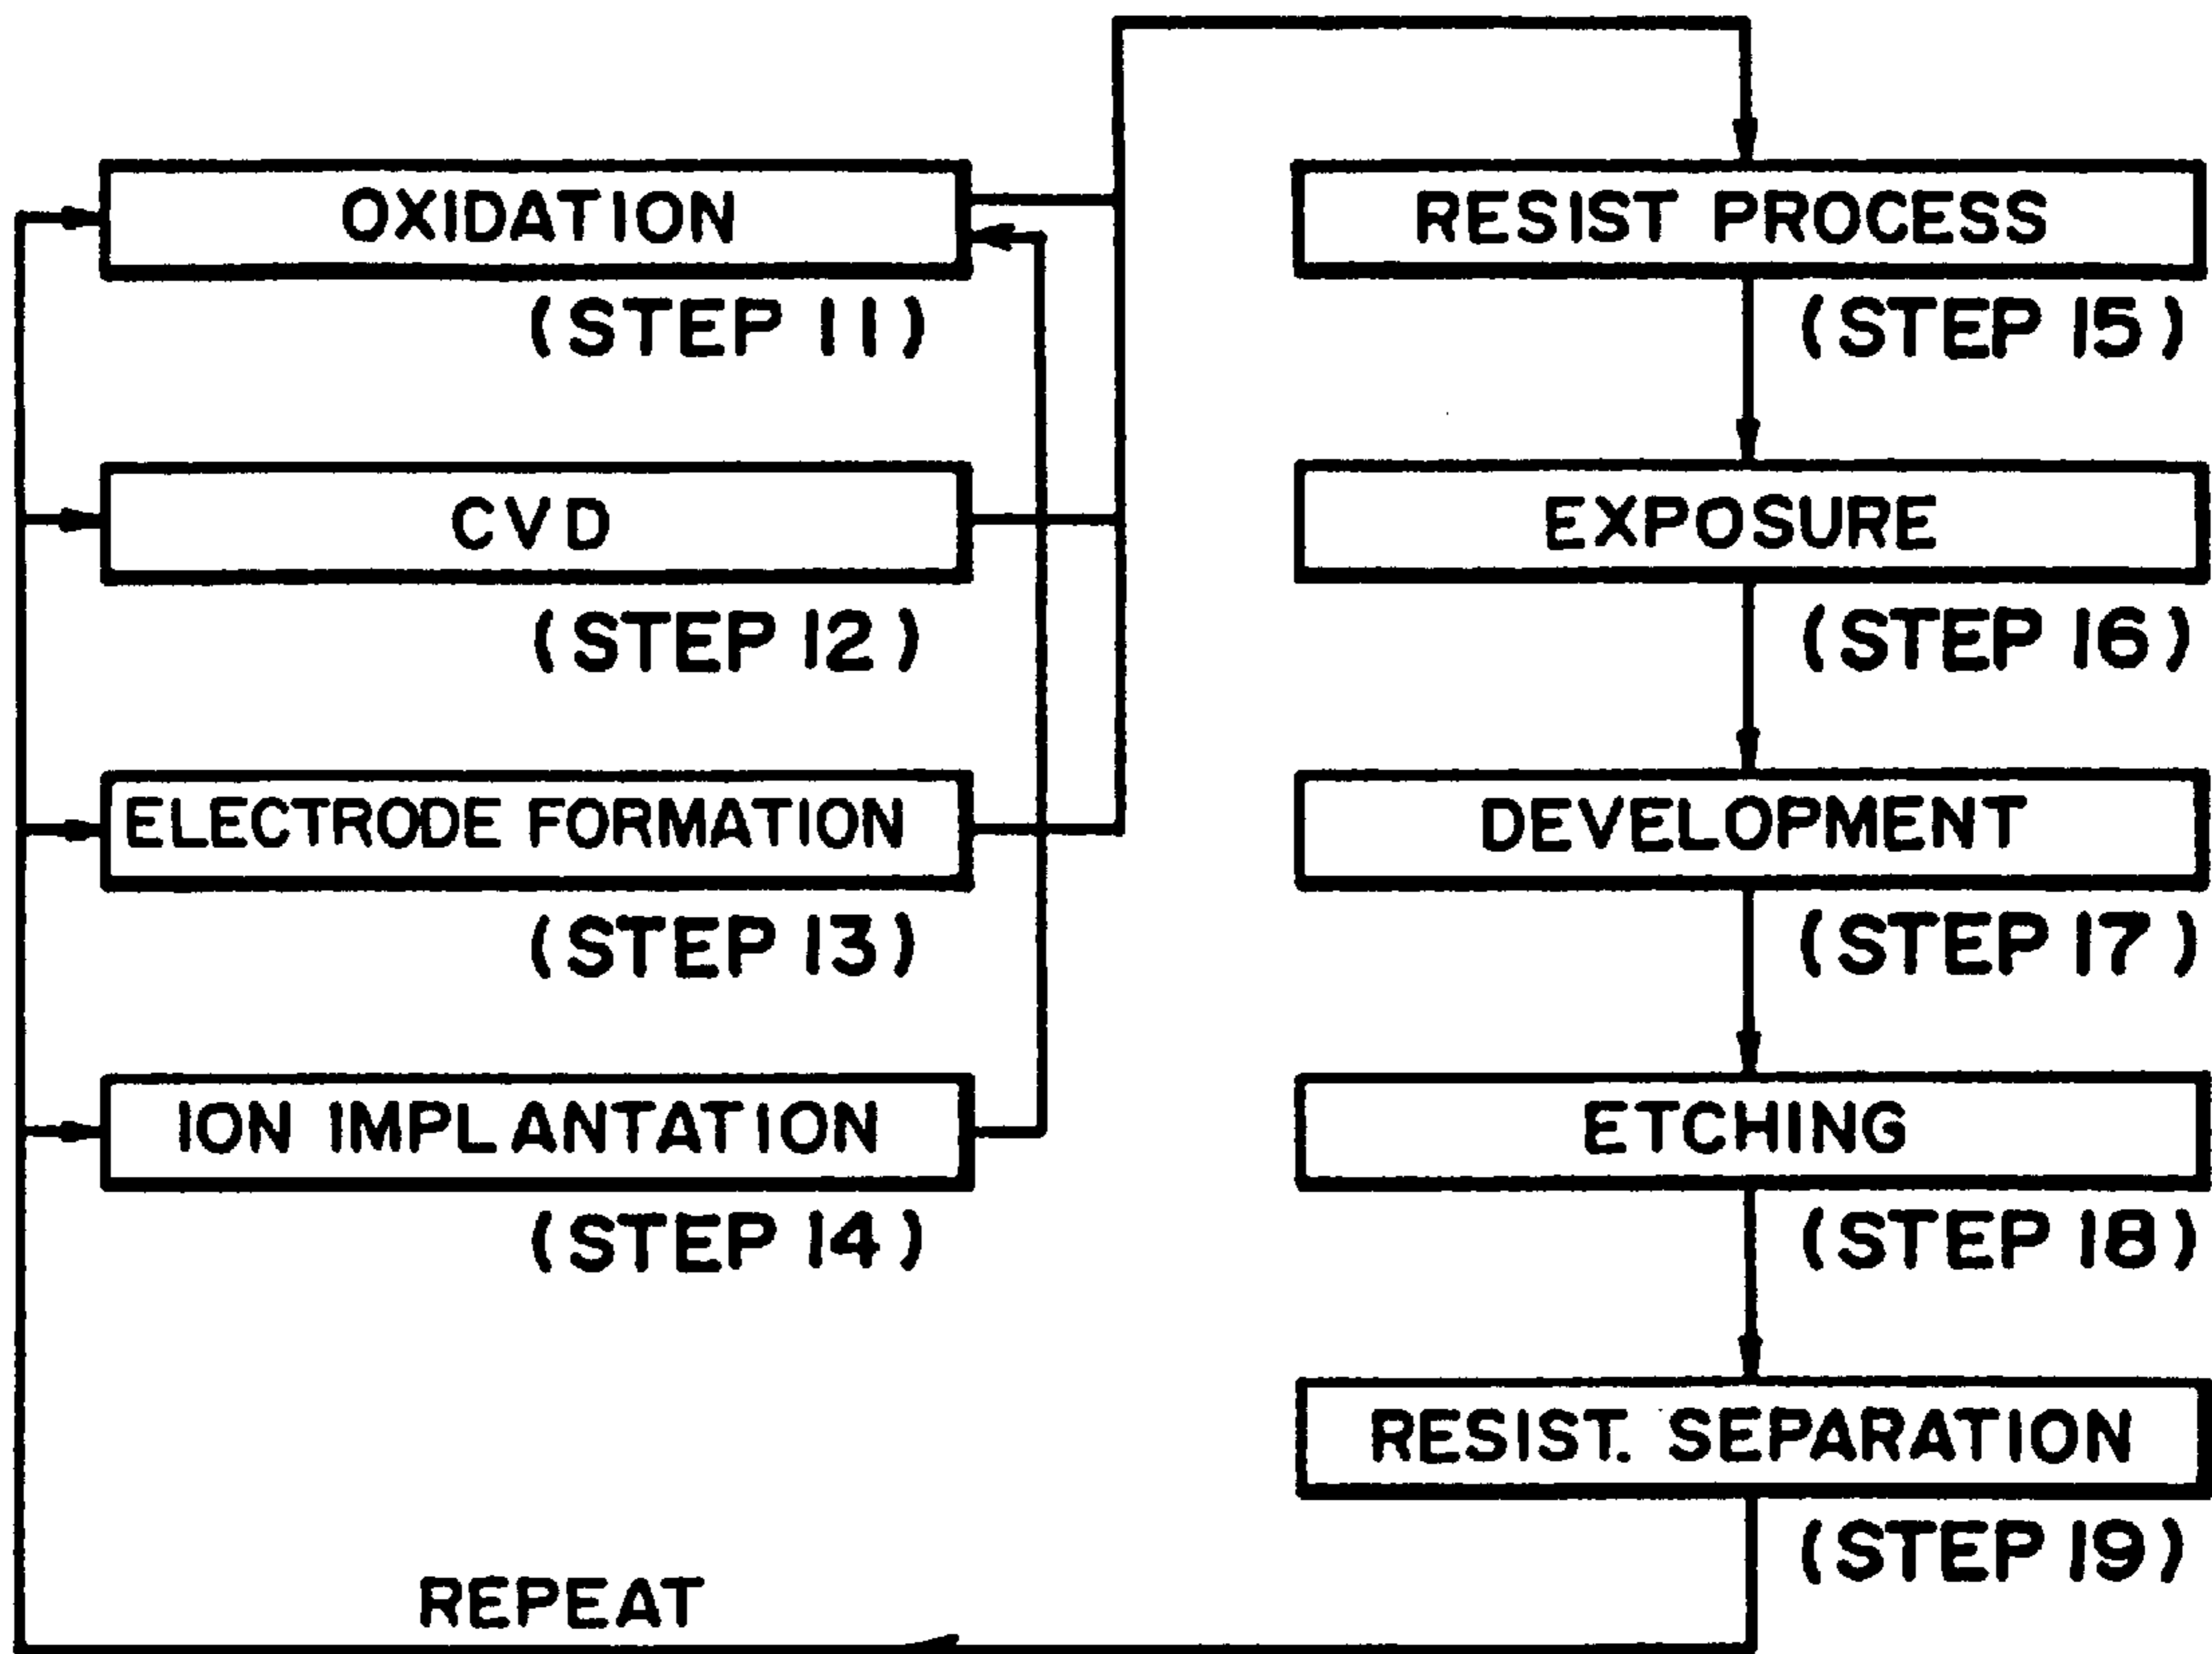 OXIDATION
(STEP 11)
CVD
(STEP 12)
ELECTRODE FORMATION
(STEP 13)
ION IMPLANTATION
(STEP 14)
RESIST PROCESS
(STEP 15)
EXPOSURE
(STEP 16)
DEVELOPMENT
(STEP 17)
ETCHING
(STEP 18)
RESIST. SEPARATION
(STEP 19)
REPEAT